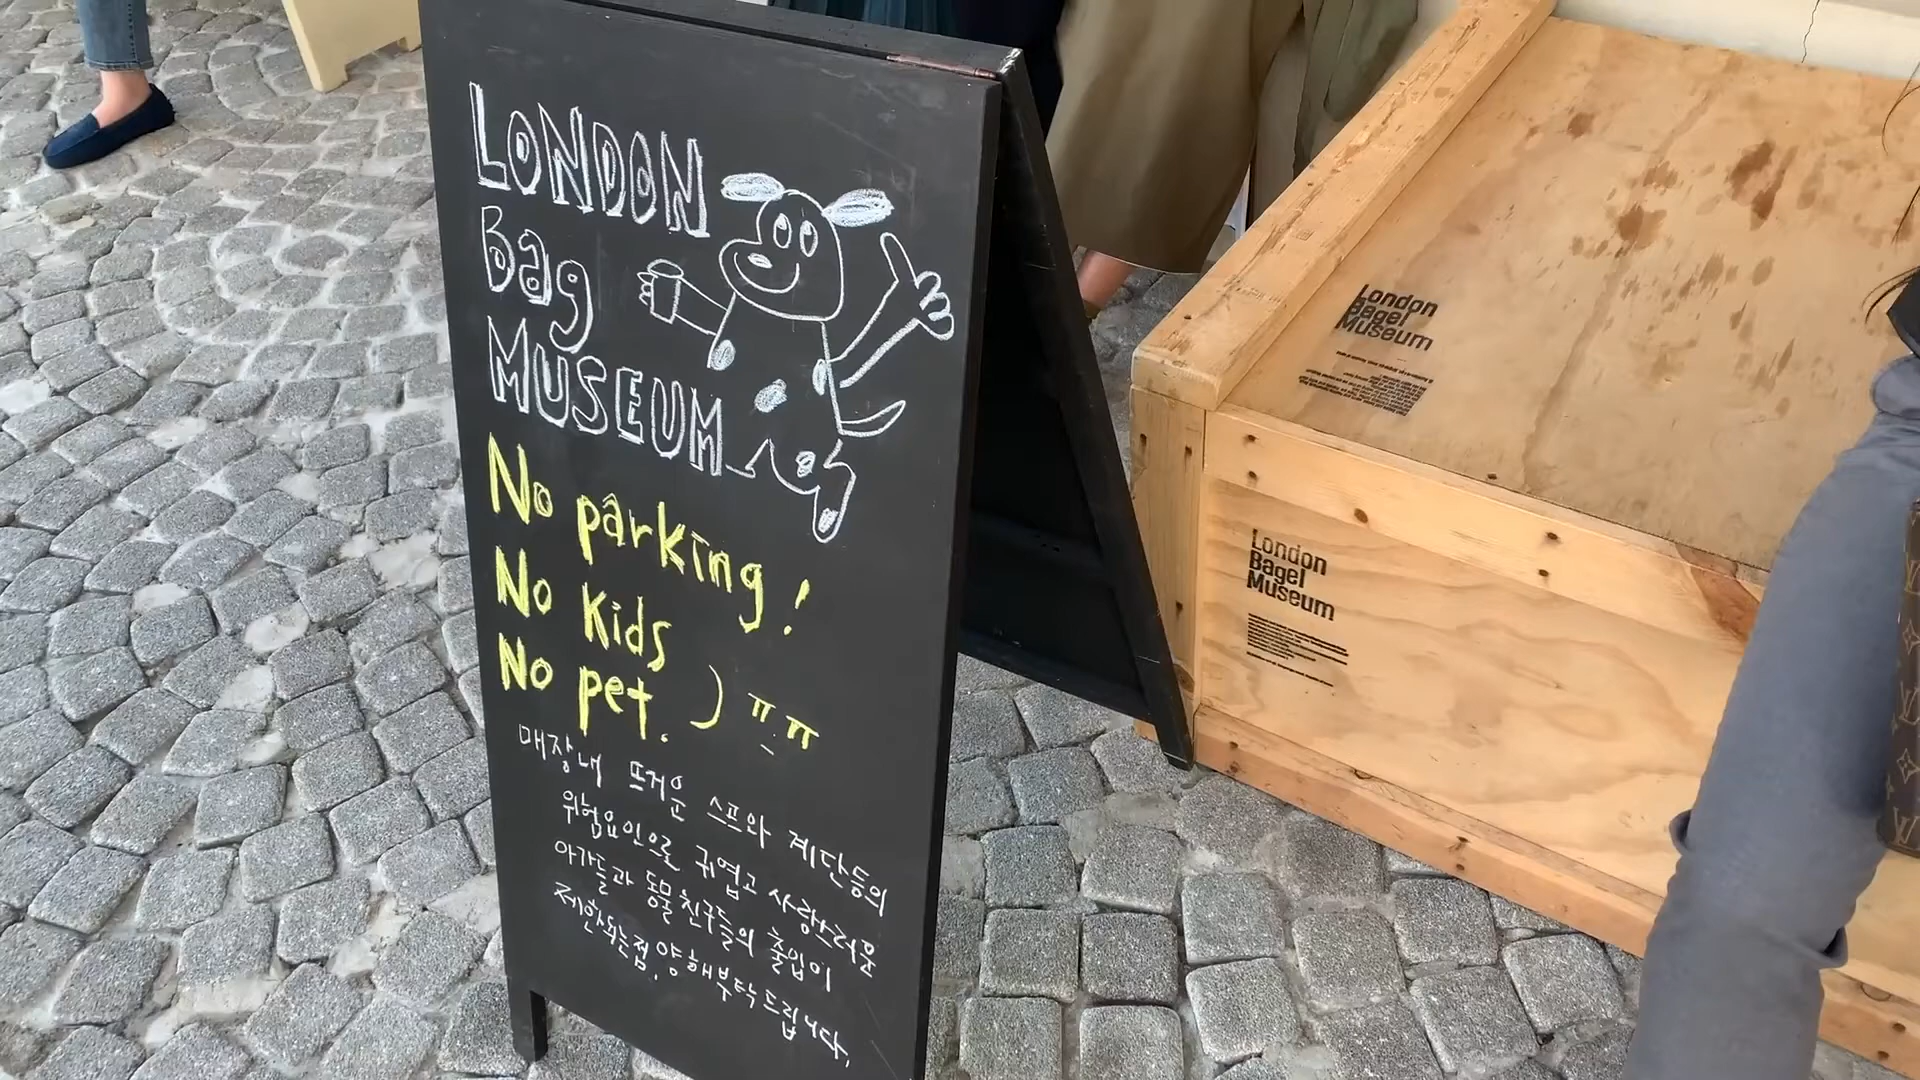 LONDON
Bag
MUSEUM
No parking!
No kids
No pet. ) ㅠ_ㅠ
매장내 뜨거운 스프와 계단등의
위험요인으로 귀엽고 사랑스러운
아가들과 동물친구들의 출입이
제한되는점, 양해부탁드립니다,
London
Bagel
Museum
London
Bagel
Museum